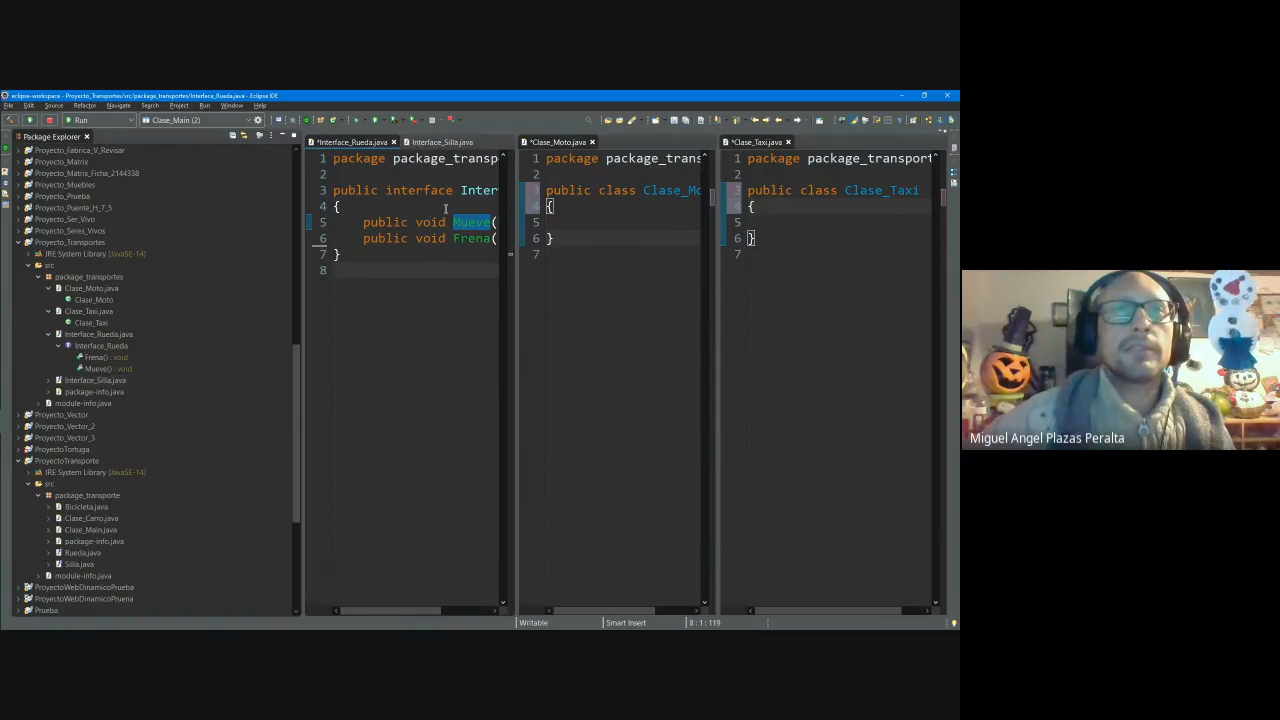 eclipse-workspace - Proyecto_Transportes/src/package_transportes/Interface_Rueda.java - Eclipse IDE
File Edit Source Refactor Navigate Search Project Run Window Help
Run
Clase_Main (2)
Package Explorer
Proyecto_Fabrica_V_Revisar
Proyecto_Matrix
Proyecto_Matrix_Ficha_2144338
Proyecto_Muebles
Proyecto_Prueba
Proyecto_Puente_H_7_5
Proyecto_Ser_Vivo
Proyecto_Seres_Vivos
Proyecto_Transportes
JRE System Library [JavaSE-14]
src
package_transportes
Clase_Moto.java
Clase_Moto
Clase_Taxi.java
Clase_Taxi
Interface_Rueda.java
Interface_Rueda
Frena() : void
Mueve() : void
Interface_Silla.java
package-info.java
module-info.java
Proyecto_Vector
Proyecto_Vector_2
Proyecto_Vector_3
ProyectoTortuga
ProyectoTransporte
JRE System Library [JavaSE-14]
src
package_transporte
Bicicleta.java
Clase_Carro.java
Clase_Main.java
package-info.java
Rueda.java
Silla.java
module-info.java
ProyectoWebDinamicoPrueba
ProyectoWebDinamicoPruena
Prueba
*Interface_Rueda.java
Interface_Silla.java
1 package package_transp
2
3 public interface Inter
4 {
5 public void Mueve(
6 public void Frena(
7 }
8
*Clase_Moto.java
1 package package_trans
2
3 public class Clase_Mo
4 {
5
6 }
7
*Clase_Taxi.java
1 package package_transport
2
3 public class Clase_Taxi
4 {
5
6 }
7
Writable
Smart Insert
8 : 1 : 119
Miguel Angel Plazas Peralta